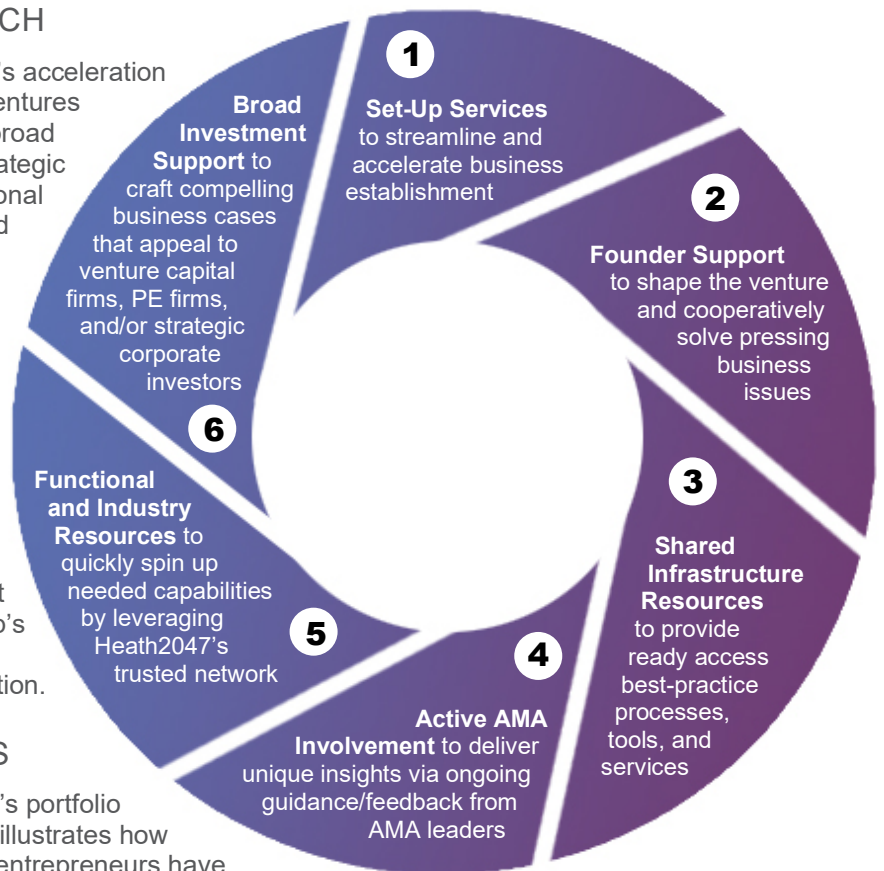 CH
's acceleration
entures
road
ategic
onal
d
t
o's
tion.
S
's portfolio
illustrates how
entrepreneurs have
1
Set-Up Services
to streamline and
accelerate business
establishment
2
Founder Support
to shape the venture
and cooperatively
solve pressing
business
issues
3
Shared
Infrastructure
Resources
to provide
ready access
best-practice
processes,
tools, and
services
4
Active AMA
Involvement to deliver
unique insights via ongoing
guidance/feedback from
AMA leaders
5
Functional
and Industry
Resources to
quickly spin up
needed capabilities
by leveraging
Heath2047's
trusted network
6
Broad
Investment
Support to
craft compelling
business cases
that appeal to
venture capital
firms, PE firms,
and/or strategic
corporate
investors